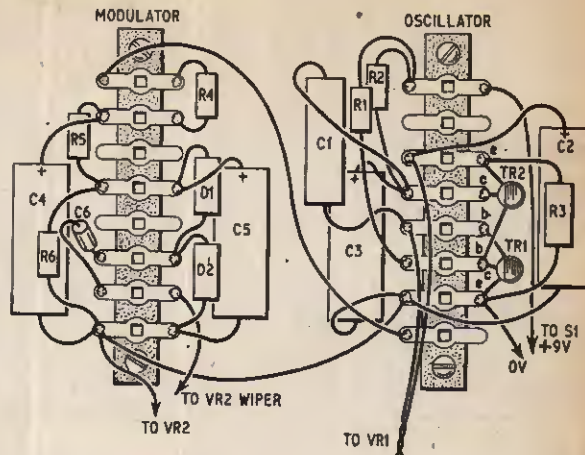 MODULATOR
OSCILLATOR
R4
R5
+
C4
C6
R6
D1
+
C5
D2
TO VR2
TO VR2 WIPER
R2
R1
C1
+
C3
e
c
b
b
c
e
TR2
TR1
+
C2
R3
TO S1
+9V
0V
TO VR1